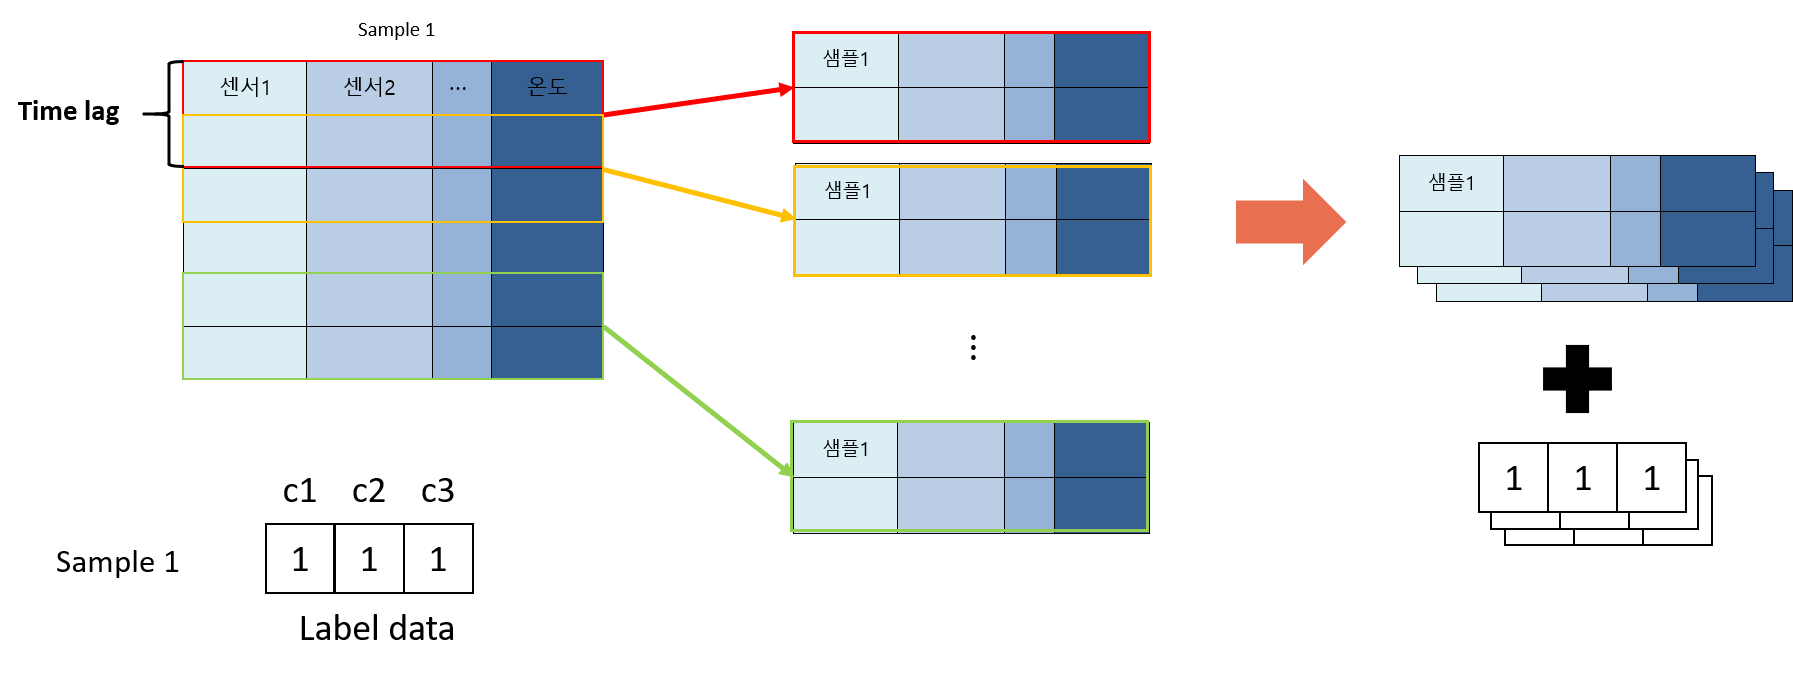 Sample 1
Time lag
센서1 센서2 ... 온도
샘플1
샘플1
⋮
샘플1
샘플1
1 1 1
c1 c2 c3
Sample 1
1 1 1
Label data